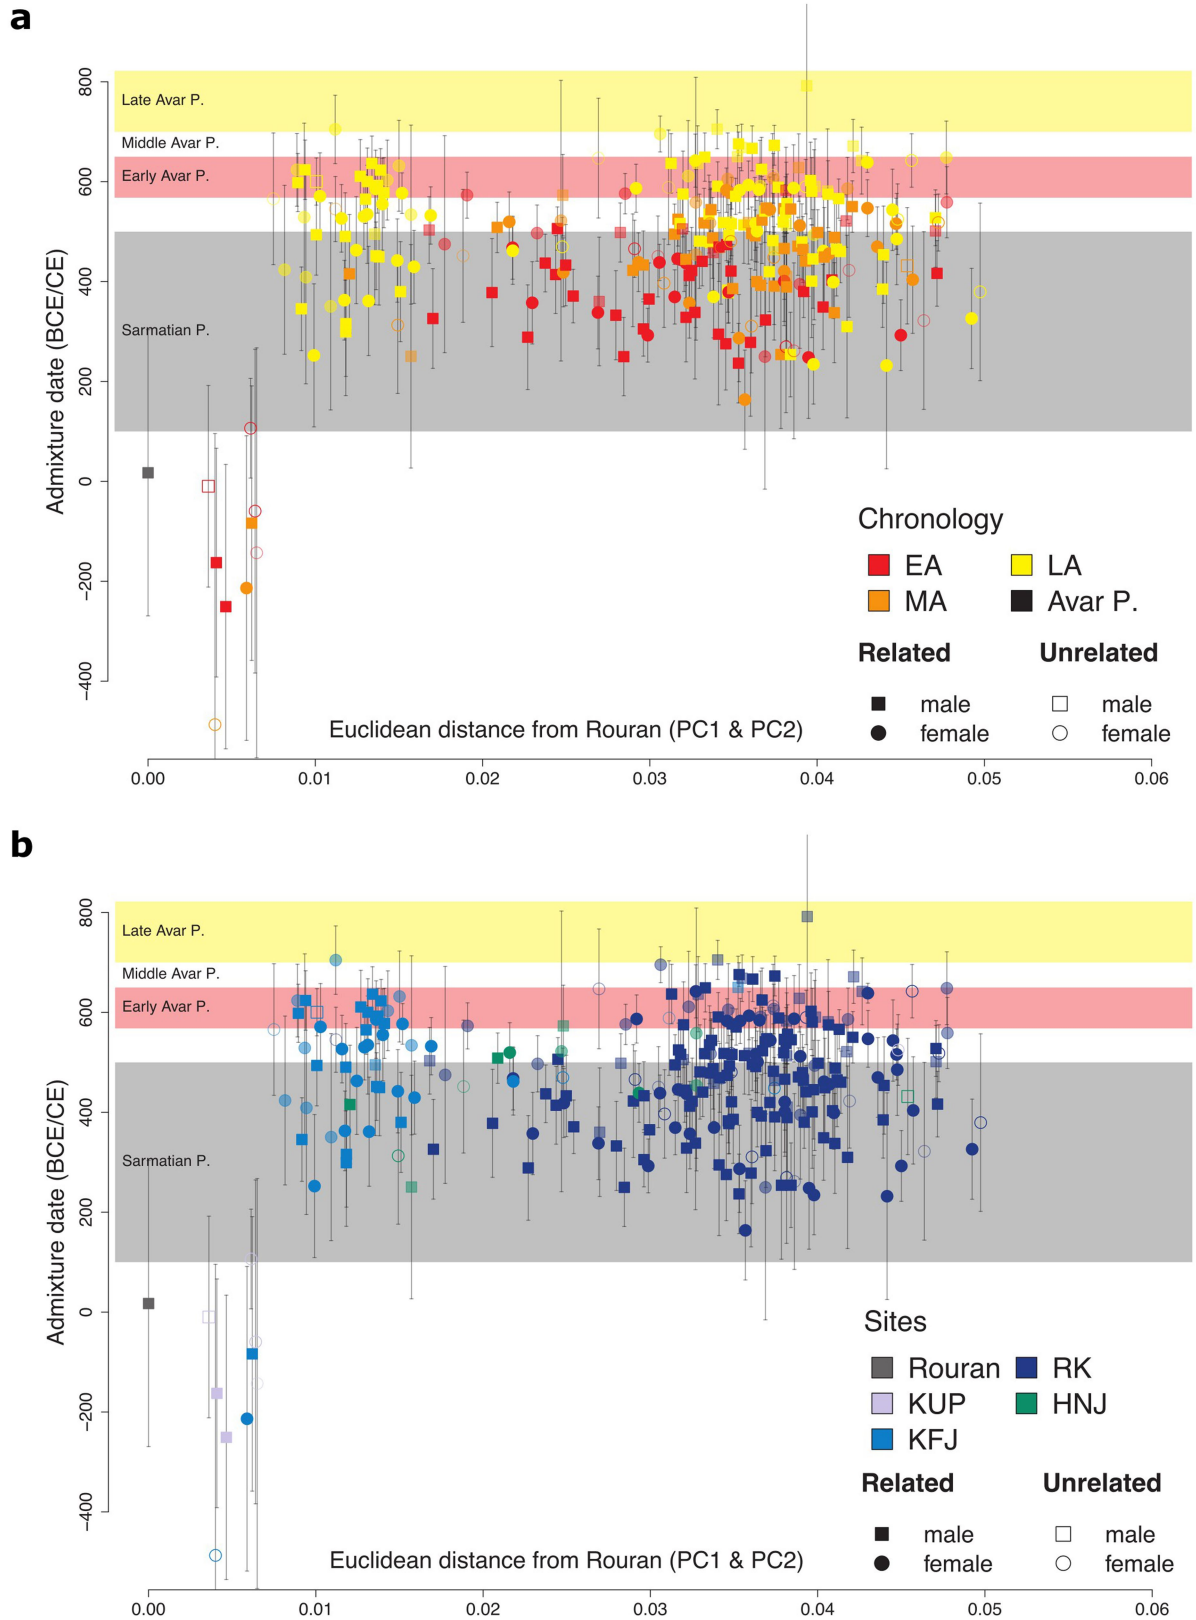 a
Admixture date (BCE/CE)
800
600
400
200
0
−200
−400
Late Avar P.
Middle Avar P.
Early Avar P.
Sarmatian P.
Chronology
EA LA
MA Avar P.
Related Unrelated
male male
female female
Euclidean distance from Rouran (PC1 & PC2)
0.00 0.01 0.02 0.03 0.04 0.05 0.06
b
Admixture date (BCE/CE)
800
600
400
200
0
−200
−400
Late Avar P.
Middle Avar P.
Early Avar P.
Sarmatian P.
Sites
Rouran RK
KUP HNJ
KFJ
Related Unrelated
male male
female female
Euclidean distance from Rouran (PC1 & PC2)
0.00 0.01 0.02 0.03 0.04 0.05 0.06